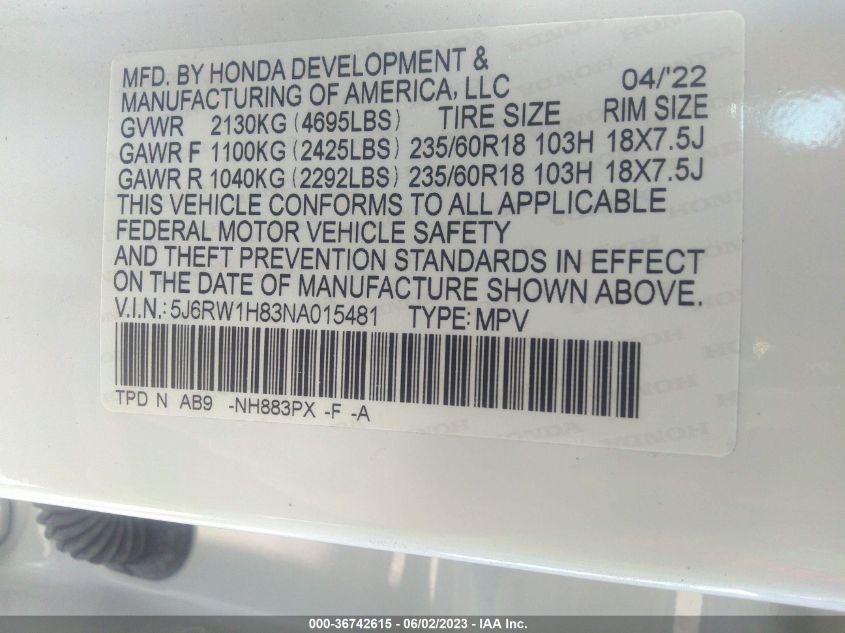 MFD. BY HONDA DEVELOPMENT &
MANUFACTURING OF AMERICA, LLC 04/'22
GVWR 2130KG (4695LBS) TIRE SIZE RIM SIZE
GAWR F 1100KG (2425LBS) 235/60R18 103H 18X7.5J
GAWR R 1040KG (2292LBS) 235/60R18 103H 18X7.5J
THIS VEHICLE CONFORMS TO ALL APPLICABLE
FEDERAL MOTOR VEHICLE SAFETY
AND THEFT PREVENTION STANDARDS IN EFFECT
ON THE DATE OF MANUFACTURE SHOWN ABOVE.
V.I.N.: 5J6RW1H83NA015481 TYPE: MPV
TPD N AB9 -NH883PX -F -A
000-36742615 - 06/02/2023 - IAA Inc.